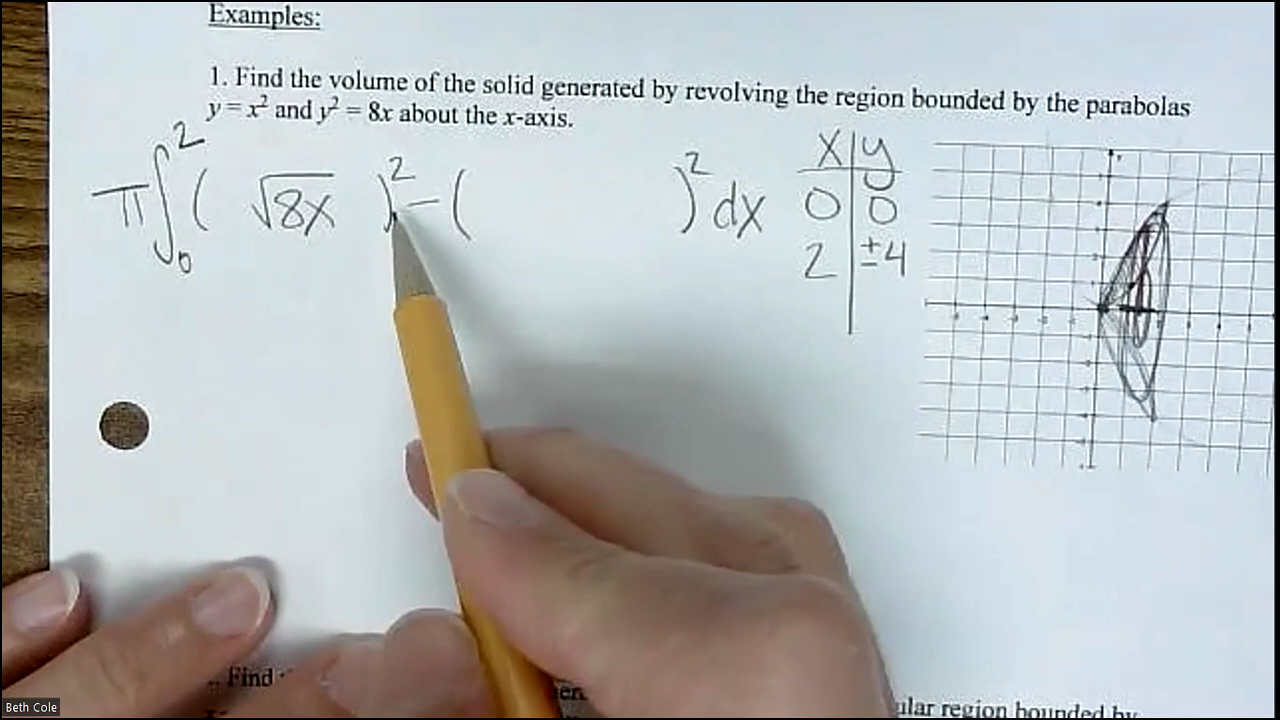 Examples:
1. Find the volume of the solid generated by revolving the region bounded by the parabolas
y = x² and y² = 8x about the x-axis.
π∫₀² ( √8x )² − ( )² dx
x | y
0 | 0
2 | ±4
Find
ular region bounded by
Beth Cole